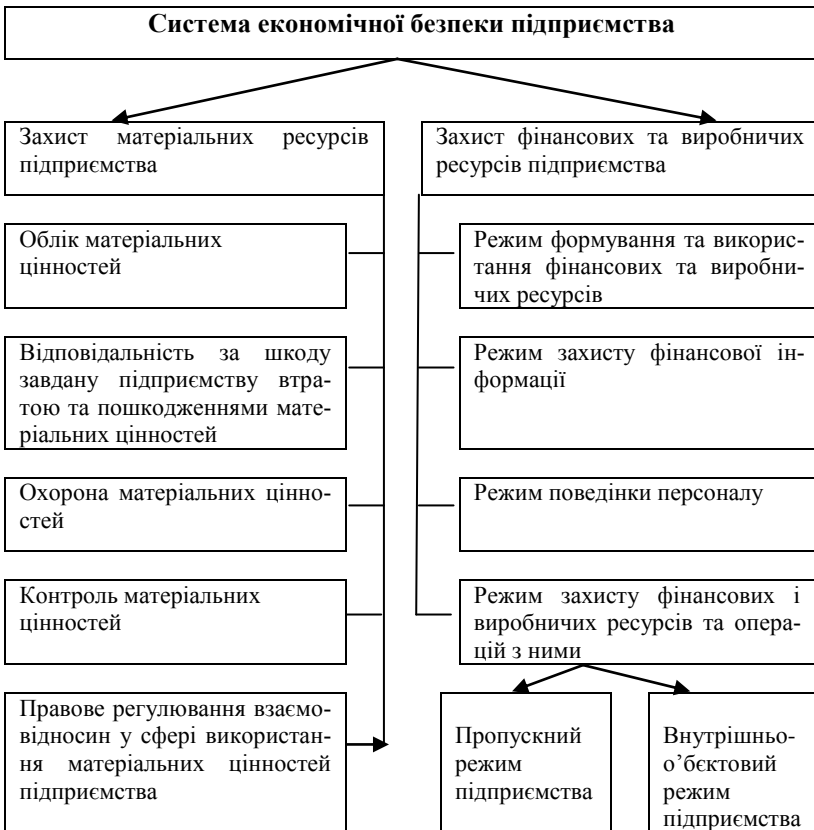 Система економічної безпеки підприємства
Захист матеріальних ресурсів
підприємства
Захист фінансових та виробничих
ресурсів підприємства
Облік матеріальних
цінностей
Режим формування та викорис-
тання фінансових та виробни-
чих ресурсів
Відповідальність за шкоду
завдану підприємству втра-
тою та пошкодженнями мате-
ріальних цінностей
Режим захисту фінансової ін-
формації
Охорона матеріальних цінно-
стей
Режим поведінки персоналу
Контроль матеріальних
цінностей
Режим захисту фінансових і
виробничих ресурсів та опера-
цій з ними
Правове регулювання взаємо-
відносин у сфері використан-
ня матеріальних цінностей
підприємства
Пропускний
режим
підприємства
Внутрішньо-
о’бєктовий
режим
підприємства